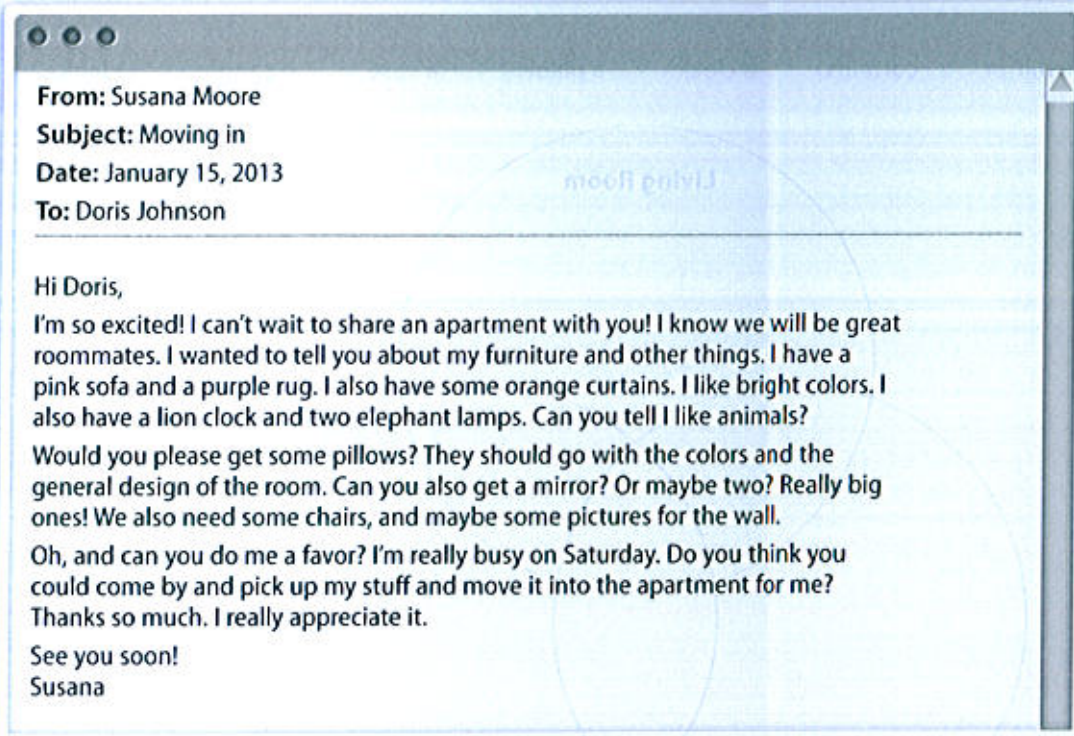 From: Susana Moore
Subject: Moving in
Date: January 15, 2013
To: Doris Johnson
Living Room
Hi Doris,
I'm so excited! I can't wait to share an apartment with you! I know we will be great
roommates. I wanted to tell you about my furniture and other things. I have a
pink sofa and a purple rug. I also have some orange curtains. I like bright colors. I
also have a lion clock and two elephant lamps. Can you tell I like animals?
Would you please get some pillows? They should go with the colors and the
general design of the room. Can you also get a mirror? Or maybe two? Really big
ones! We also need some chairs, and maybe some pictures for the wall.
Oh, and can you do me a favor? I'm really busy on Saturday. Do you think you
could come by and pick up my stuff and move it into the apartment for me?
Thanks so much. I really appreciate it.
See you soon!
Susana